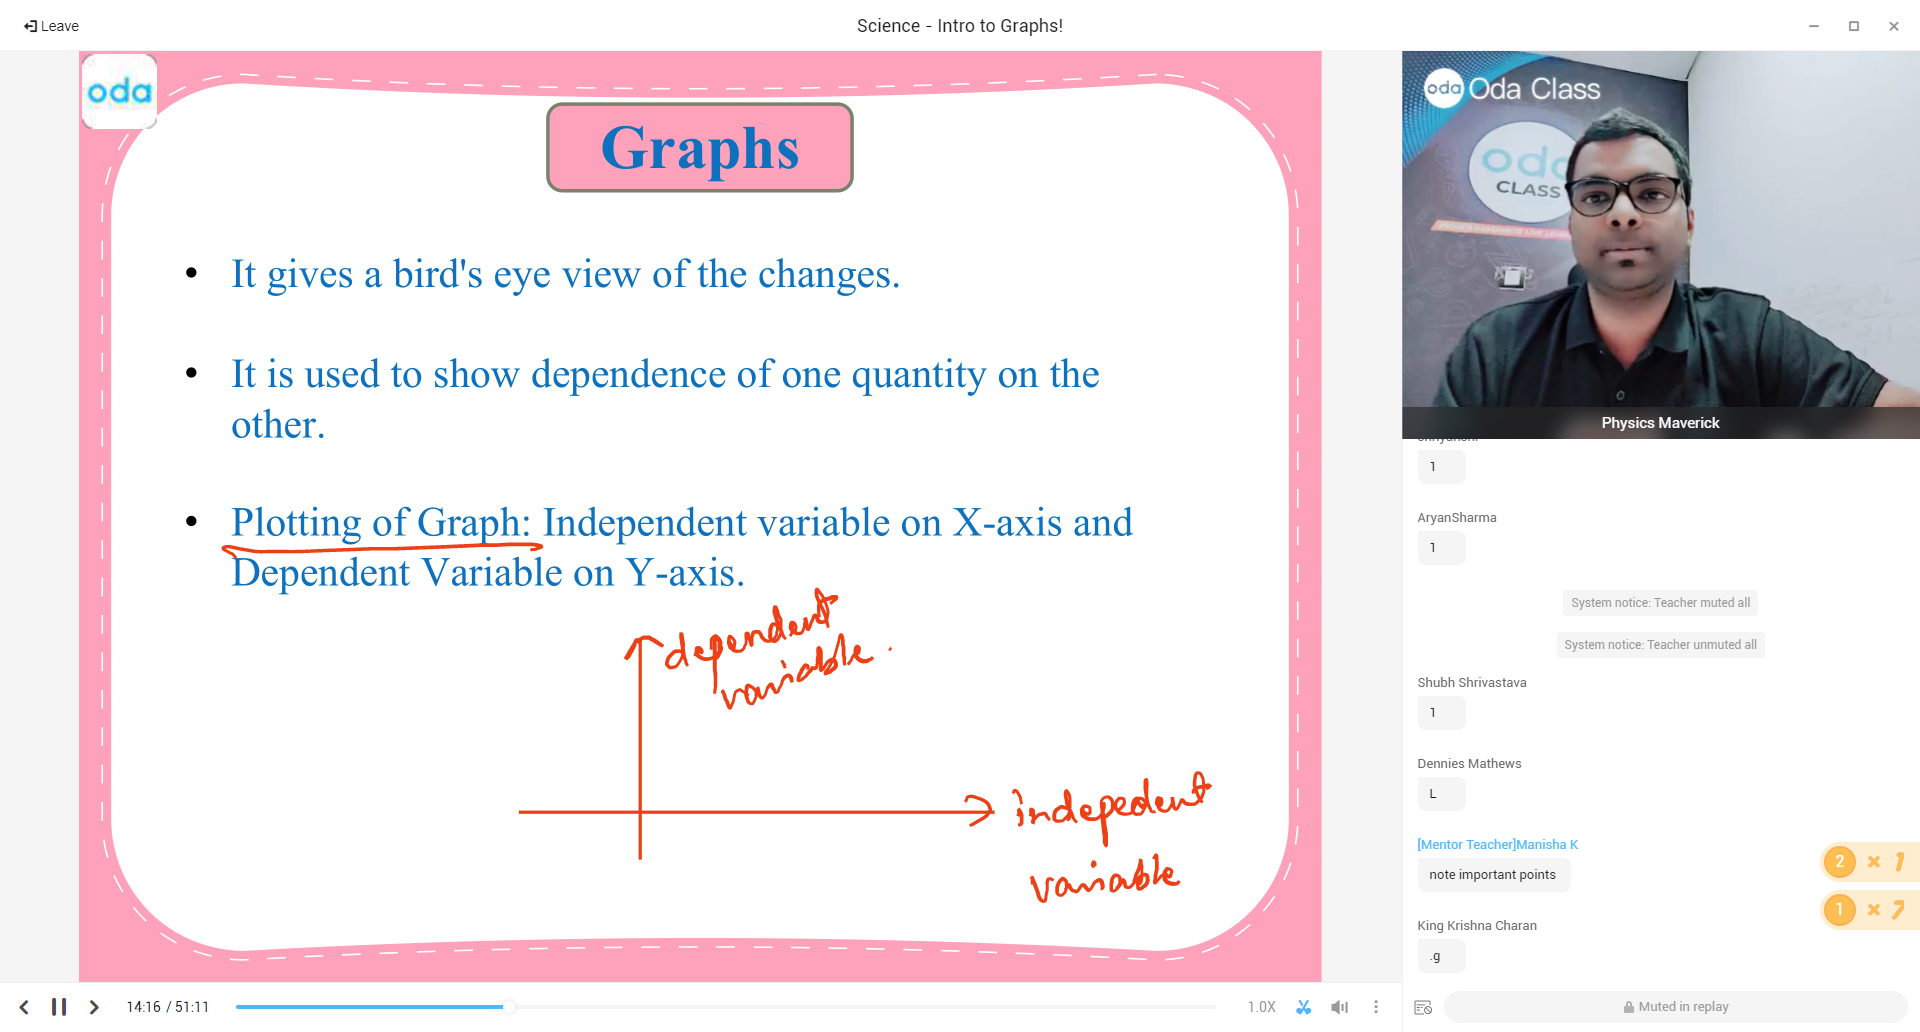 Leave
Science - Intro to Graphs!
oda
Graphs
• It gives a bird's eye view of the changes.
• It is used to show dependence of one quantity on the
other.
• Plotting of Graph: Independent variable on X-axis and
Dependent Variable on Y-axis.
dependent
variable.
indepedent
variable
oda Oda Class
oda
CLASS
Physics Maverick
1
AryanSharma
1
System notice: Teacher muted all
System notice: Teacher unmuted all
Shubh Shrivastava
1
Dennies Mathews
L
[Mentor Teacher]Manisha K
note important points
2 × 1
1 × 7
King Krishna Charan
.g
14:16 / 51:11
1.0X
Muted in replay